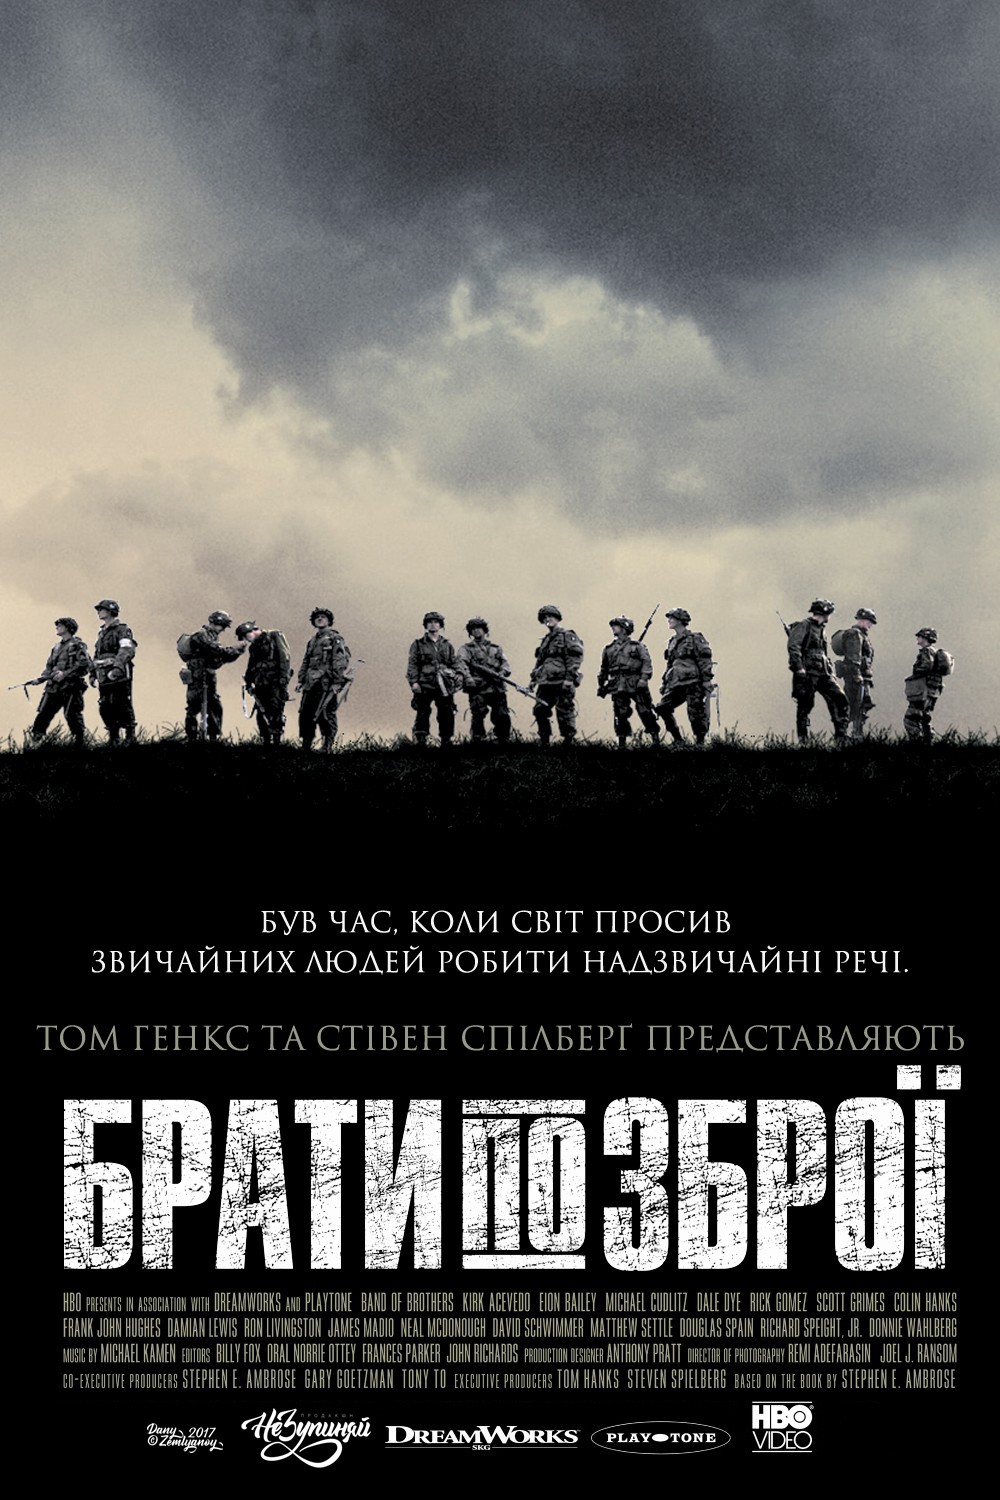 БУВ ЧАС, КОЛИ СВІТ ПРОСИВ
ЗВИЧАЙНИХ ЛЮДЕЙ РОБИТИ НАДЗВИЧАЙНІ РЕЧІ.
ТОМ ГЕНКС ТА СТІВЕН СПІЛБЕРҐ ПРЕДСТАВЛЯЮТЬ
БРАТИ ПО ЗБРОЇ
HBO PRESENTS IN ASSOCIATION WITH DREAMWORKS AND PLAYTONE BAND OF BROTHERS KIRK ACEVEDO EION BAILEY MICHAEL CUDLITZ DALE DYE RICK GOMEZ SCOTT GRIMES COLIN HANKS
FRANK JOHN HUGHES DAMIAN LEWIS RON LIVINGSTON JAMES MADIO NEAL MCDONOUGH DAVID SCHWIMMER MATTHEW SETTLE DOUGLAS SPAIN RICHARD SPEIGHT, JR. DONNIE WAHLBERG
MUSIC BY MICHAEL KAMEN EDITORS BILLY FOX ORAL NORRIE OTTEY FRANCES PARKER JOHN RICHARDS PRODUCTION DESIGNER ANTHONY PRATT DIRECTOR OF PHOTOGRAPHY REMI ADEFARASIN JOEL J. RANSOM
CO-EXECUTIVE PRODUCERS STEPHEN E. AMBROSE GARY GOETZMAN TONY TO EXECUTIVE PRODUCERS TOM HANKS STEVEN SPIELBERG BASED ON THE BOOK BY STEPHEN E. AMBROSE
Dany 2017
© Zemlyanoy
ПРОДАКШН
НеЗупиняй
DREAMWORKS
SKG
PLAY TONE
HBO
VIDEO